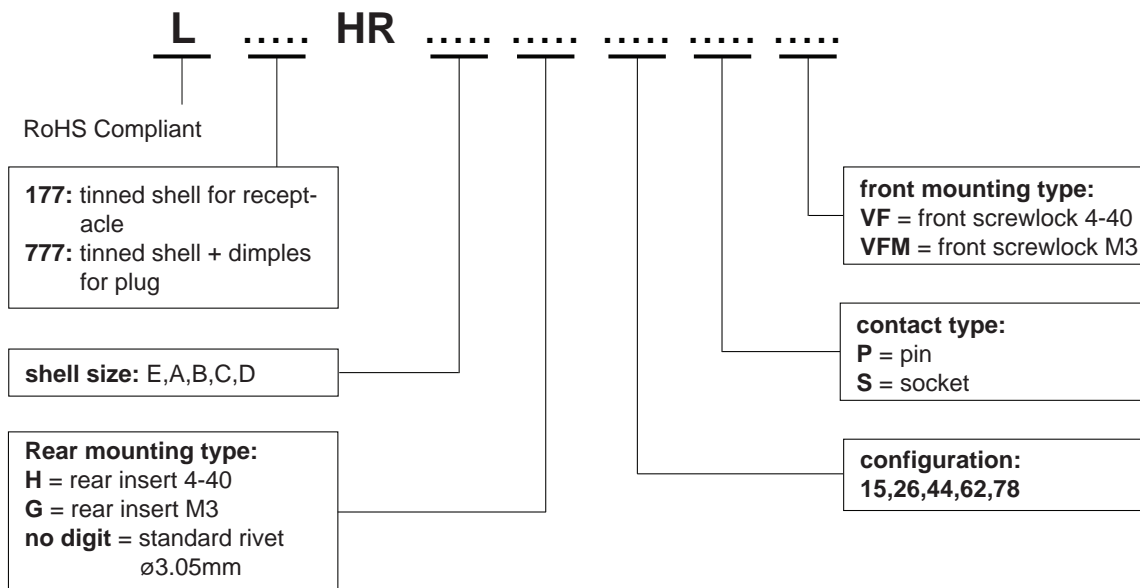 L ..... HR ..... ..... ..... ..... .....
RoHS Compliant
177: tinned shell for recept-
acle
777: tinned shell + dimples
for plug
shell size: E,A,B,C,D
Rear mounting type:
H = rear insert 4-40
G = rear insert M3
no digit = standard rivet
ø3.05mm
front mounting type:
VF = front screwlock 4-40
VFM = front screwlock M3
contact type:
P = pin
S = socket
configuration:
15,26,44,62,78